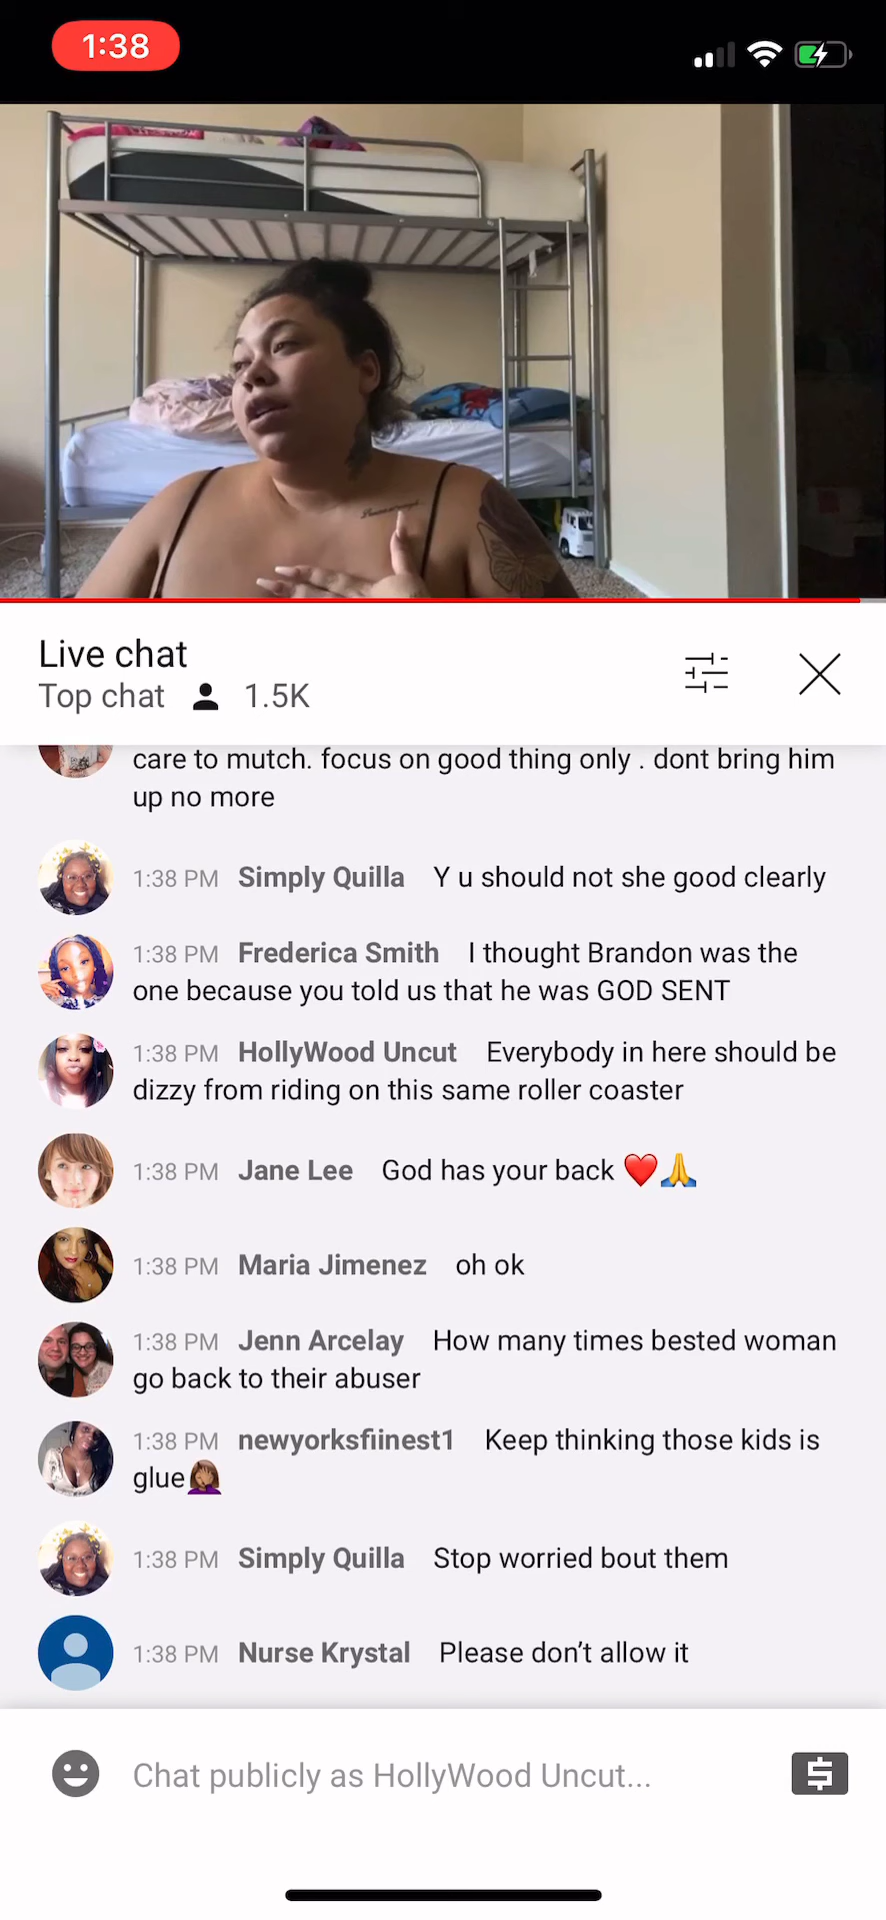 1:38
Live chat
Top chat 1.5K
care to mutch. focus on good thing only . dont bring him
up no more
1:38 PM Simply Quilla Y u should not she good clearly
1:38 PM Frederica Smith I thought Brandon was the
one because you told us that he was GOD SENT
1:38 PM HollyWood Uncut Everybody in here should be
dizzy from riding on this same roller coaster
1:38 PM Jane Lee God has your back ❤️🙏
1:38 PM Maria Jimenez oh ok
1:38 PM Jenn Arcelay How many times bested woman
go back to their abuser
1:38 PM newyorksfiinest1 Keep thinking those kids is
glue🤦🏾‍♀️
1:38 PM Simply Quilla Stop worried bout them
1:38 PM Nurse Krystal Please don’t allow it
Chat publicly as HollyWood Uncut...